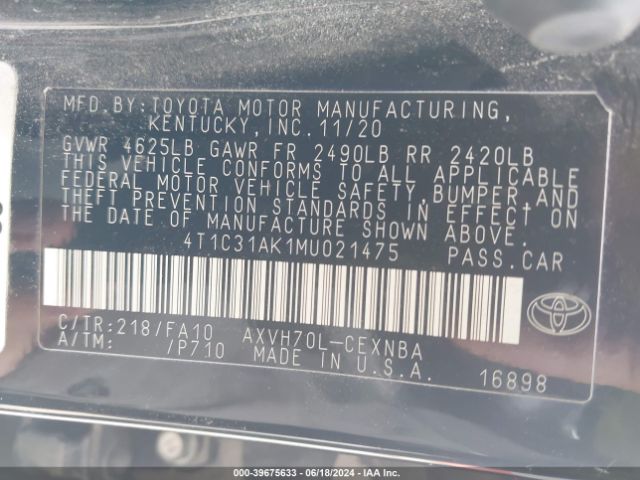 MFD.BY:TOYOTA MOTOR MANUFACTURING,
KENTUCKY,INC.11/20
GVWR 4625LB GAWR FR 2490LB RR 2420LB
THIS VEHICLE CONFORMS TO ALL APPLICABLE
FEDERAL MOTOR VEHICLE SAFETY,BUMPER,AND
THEFT PREVENTION STANDARDS IN EFFECT ON
THE DATE OF MANUFACTURE SHOWN ABOVE.
4T1C31AK1MU021475 PASS.CAR
C/TR:218/FA10 AXVH70L-CEXNBA
A/TM: /P710 MADE IN U.S.A. 16898
000-39675633 - 06/18/2024 - IAA Inc.